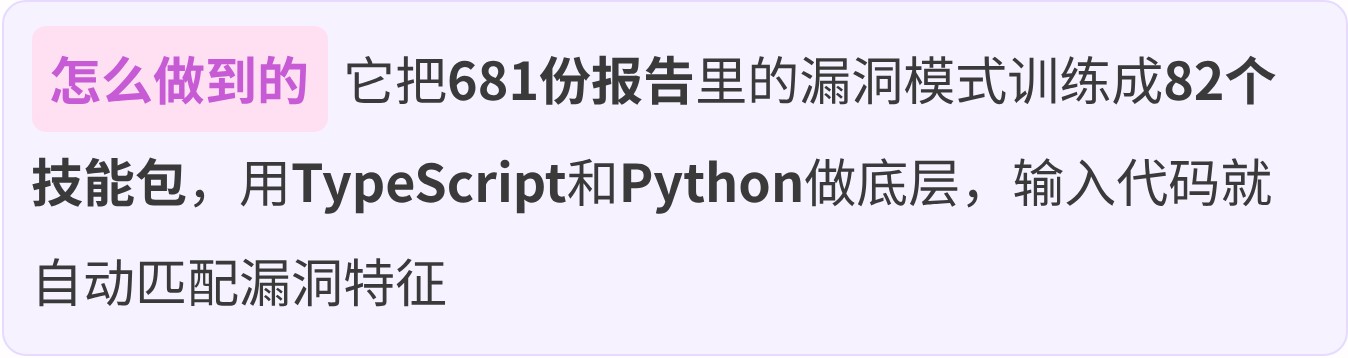 怎么做到的 它把681份报告里的漏洞模式训练成82个
技能包，用TypeScript和Python做底层，输入代码就
自动匹配漏洞特征